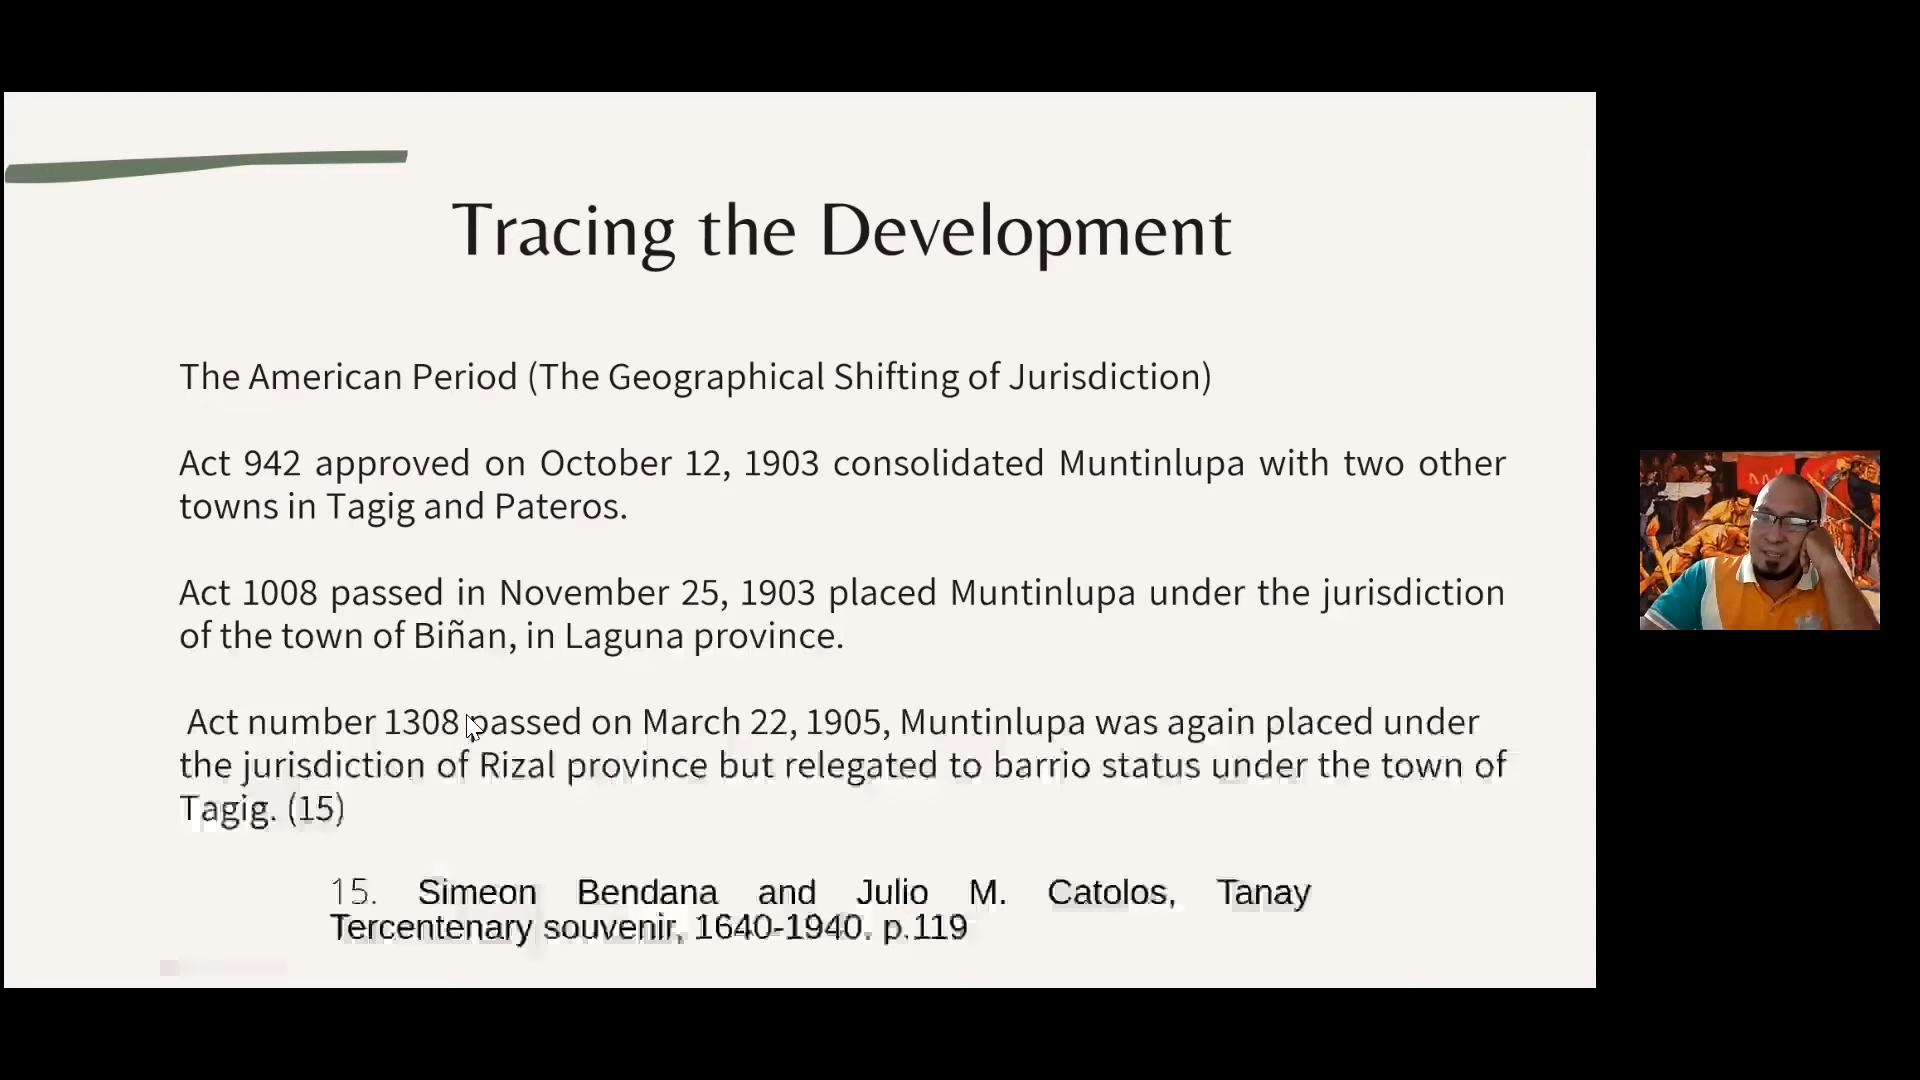 Tracing the Development
The American Period (The Geographical Shifting of Jurisdiction)
Act 942 approved on October 12, 1903 consolidated Muntinlupa with two other
towns in Tagig and Pateros.
Act 1008 passed in November 25, 1903 placed Muntinlupa under the jurisdiction
of the town of Biñan, in Laguna province.
Act number 1308 passed on March 22, 1905, Muntinlupa was again placed under
the jurisdiction of Rizal province but relegated to barrio status under the town of
Tagig. (15)
15. Simeon Bendana and Julio M. Catolos, Tanay
Tercentenary souvenir, 1640-1940. p.119